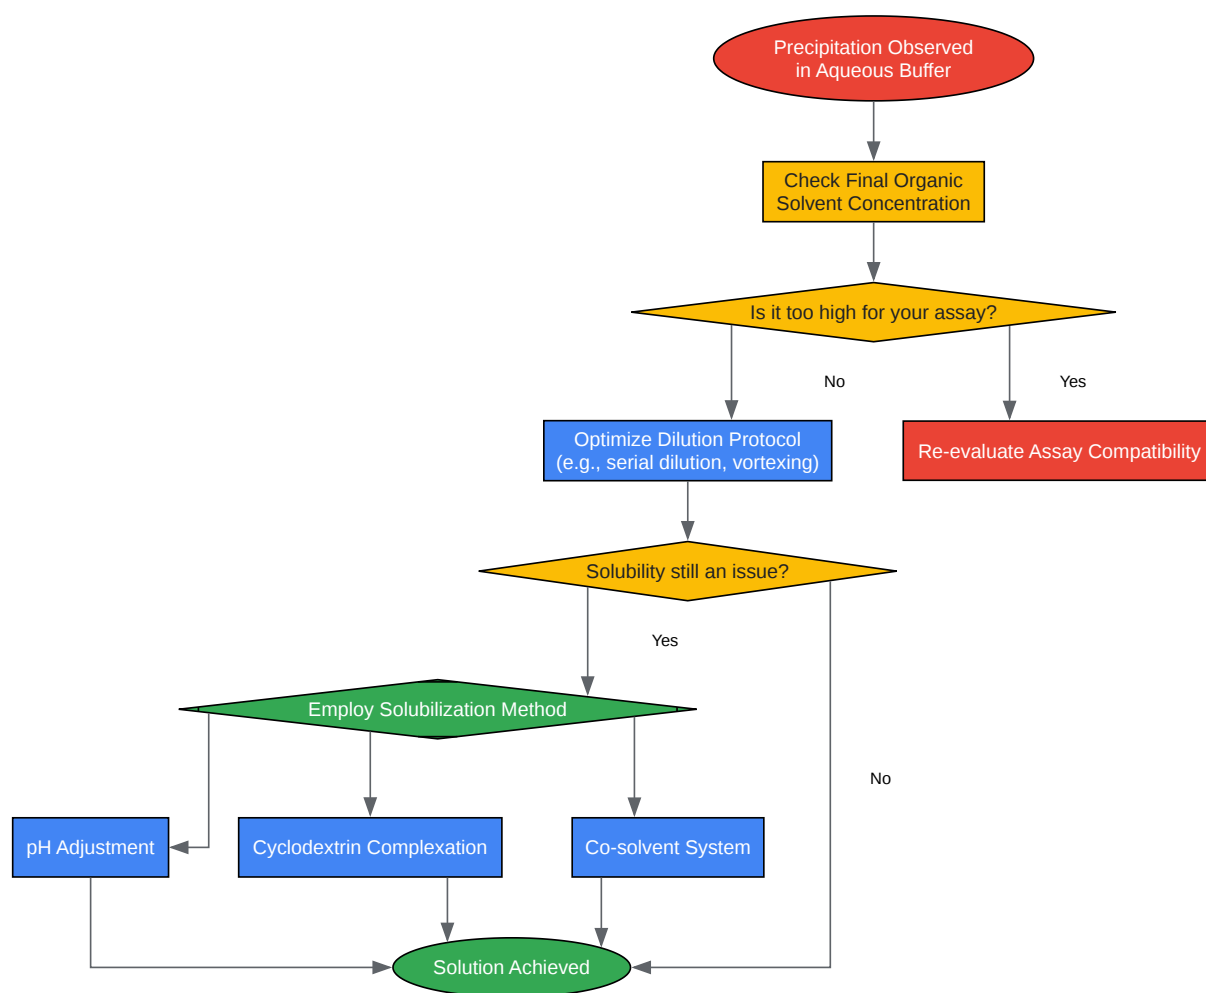 Precipitation Observed
in Aqueous Buffer
Check Final Organic
Solvent Concentration
Is it too high for your assay?
No
Yes
Optimize Dilution Protocol
(e.g., serial dilution, vortexing)
Re-evaluate Assay Compatibility
Solubility still an issue?
Yes
Employ Solubilization Method
No
pH Adjustment
Cyclodextrin Complexation
Co-solvent System
Solution Achieved